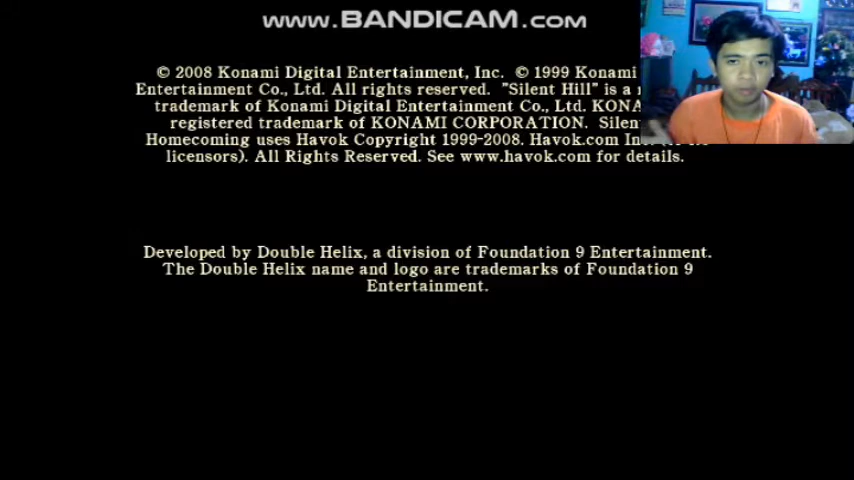 www.BANDICAM.com
© 2008 Konami Digital Entertainment, Inc. © 1999 Konami
Entertainment Co., Ltd. All rights reserved. "Silent Hill" is a
trademark of Konami Digital Entertainment Co., Ltd.
registered trademark of KONAMI CORPORATION.
Homecoming uses Havok Copyright 1999-2008. Havok.com
licensors). All Rights Reserved. See www.havok.com for details.
Developed by Double Helix, a division of Foundation 9 Entertainment.
The Double Helix name and logo are trademarks of Foundation 9
Entertainment.